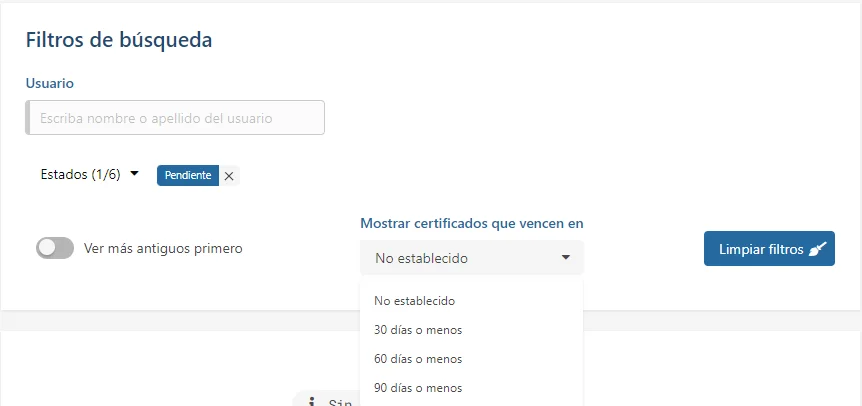 Filtros de búsqueda
Usuario
Escriba nombre o apellido del usuario
Estados (1/6)
Pendiente
Ver más antiguos primero
Mostrar certificados que vencen en
No establecido
Limpiar filtros
No establecido
30 días o menos
60 días o menos
90 días o menos
Sin